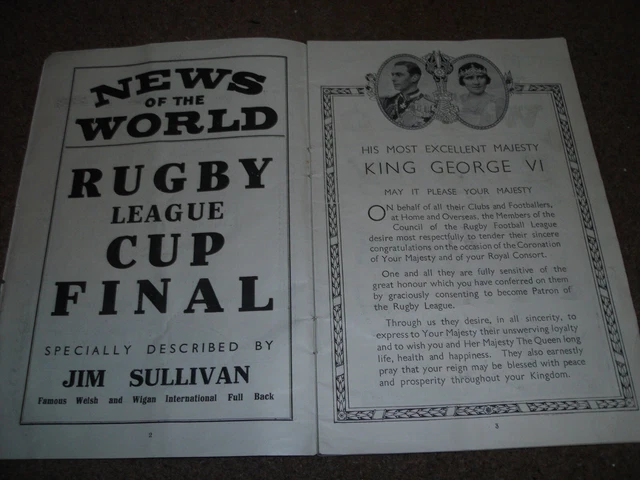 NEWS
OF THE
WORLD
RUGBY
LEAGUE
CUP
FINAL
SPECIALLY DESCRIBED BY
JIM SULLIVAN
Famous Welsh and Wigan International Full Back
2
HIS MOST EXCELLENT MAJESTY
KING GEORGE VI
MAY IT PLEASE YOUR MAJESTY
ON behalf of all their Clubs and Footballers,
at Home and Overseas, the Members of the
Council of the Rugby Football League
desire most respectfully to tender their sincere
congratulations on the occasion of the Coronation
of Your Majesty and of your Royal Consort.
One and all they are fully sensitive of the
great honour which you have conferred on them
by graciously consenting to become Patron of
the Rugby League.
Through us they desire, in all sincerity, to
express to Your Majesty their unswerving loyalty
and to wish you and Her Majesty The Queen long
life, health and happiness. They also earnestly
pray that your reign may be blessed with peace
and prosperity throughout your Kingdom.
3